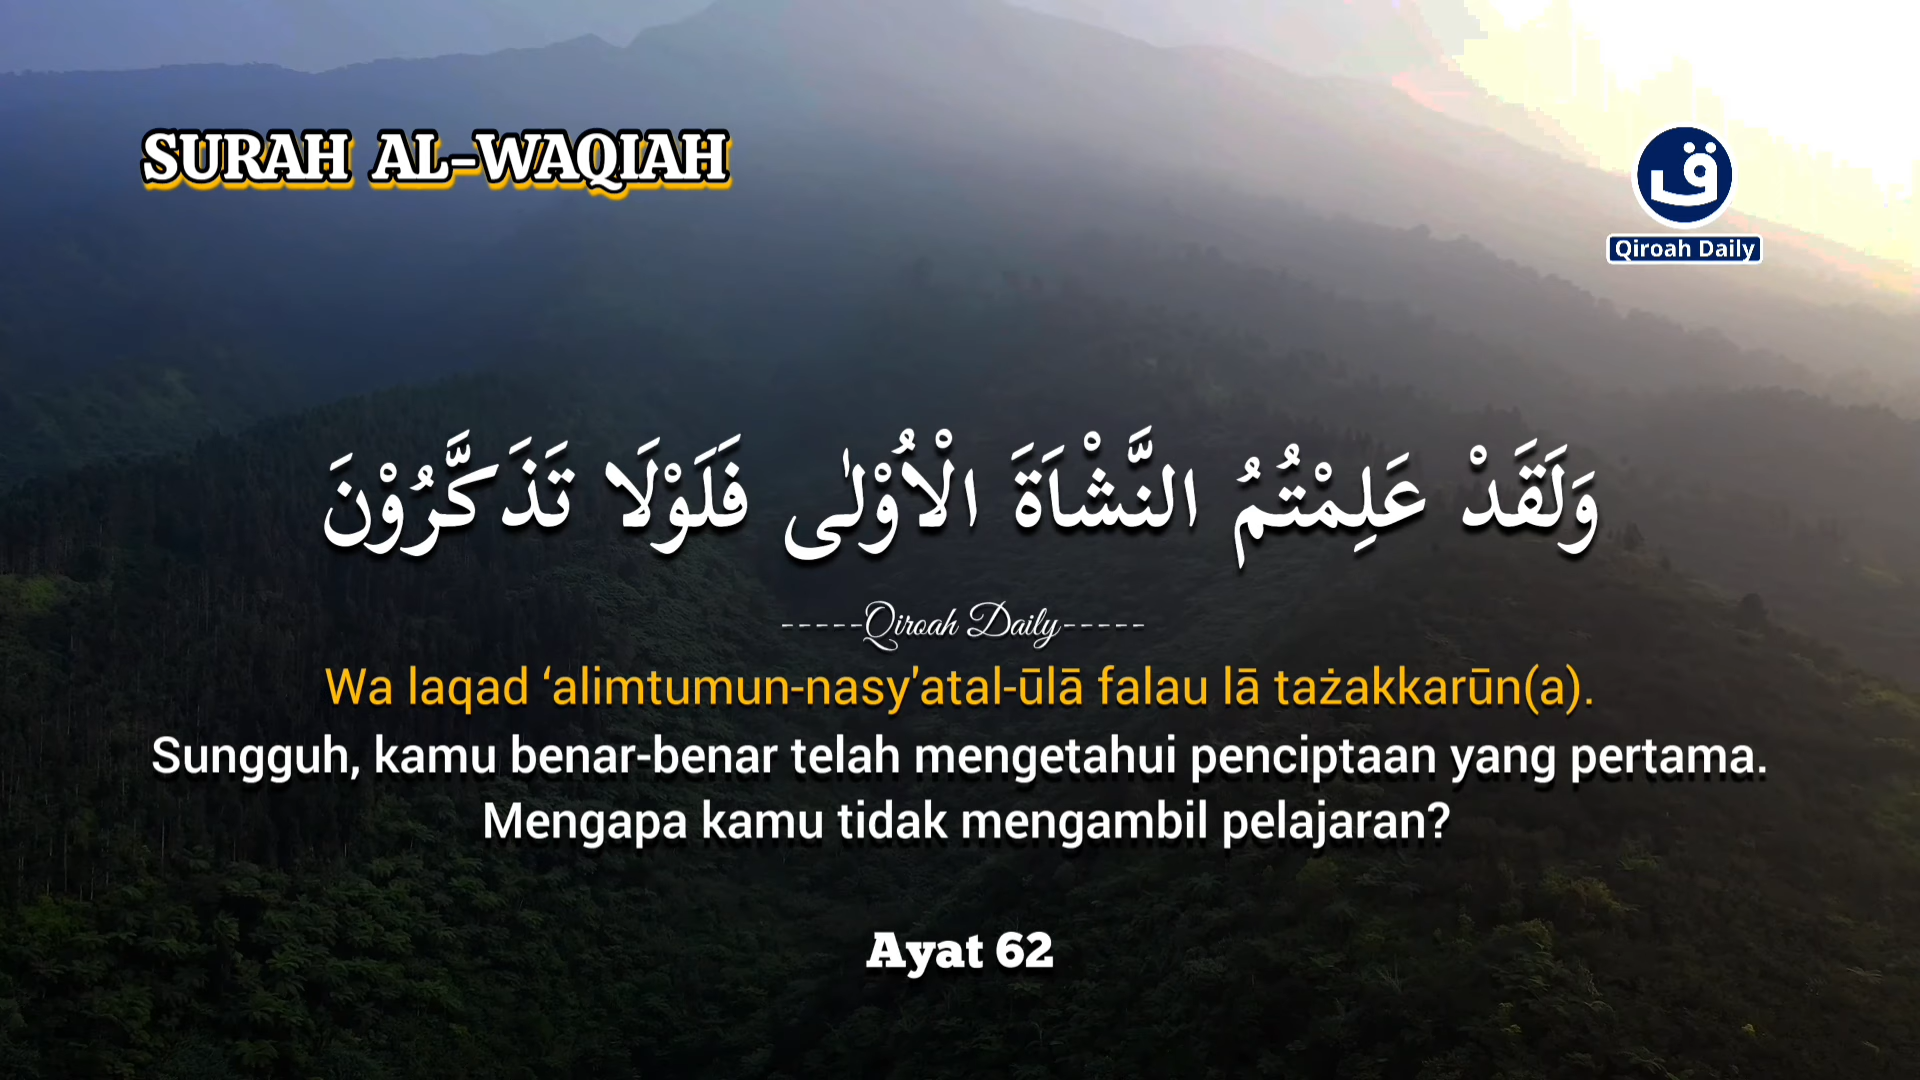 SURAH AL-WAQIAH
Qiroah Daily
وَلَقَدْ عَلِمْتُمُ النَّشْاَةَ الْاُوْلٰى فَلَوْلَا تَذَكَّرُوْنَ
-----Qiroah Daily-----
Wa laqad ‘alimtumun-nasy'atal-ūlā falau lā tażakkarūn(a).
Sungguh, kamu benar-benar telah mengetahui penciptaan yang pertama.
Mengapa kamu tidak mengambil pelajaran?
Ayat 62